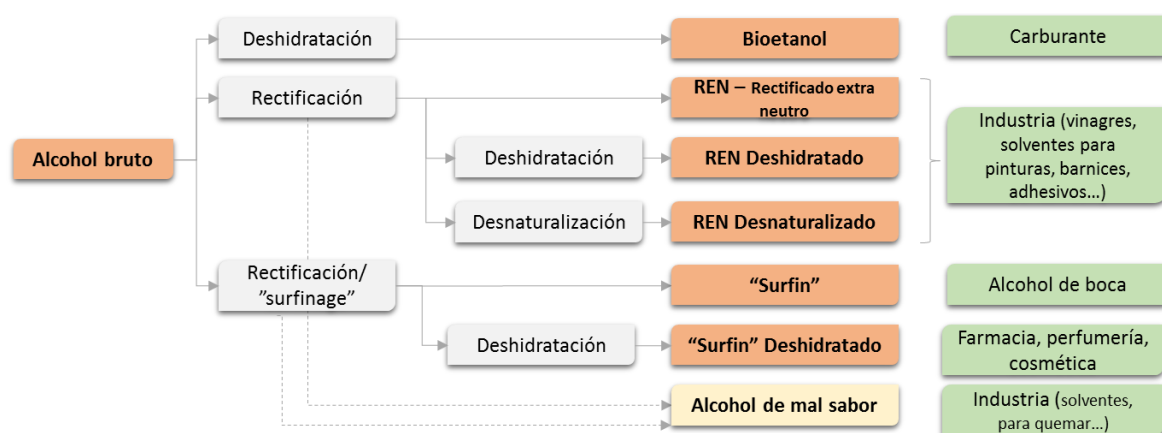 Deshidratación
Bioetanol
Carburante
Rectificación
REN – Rectificado extra
neutro
Industria (vinagres,
solventes para
pinturas, barnices,
adhesivos...)
Alcohol bruto
Deshidratación
REN Deshidratado
Desnaturalización
REN Desnaturalizado
Rectificación/
”surfinage”
“Surfin”
Alcohol de boca
Deshidratación
“Surfin” Deshidratado
Farmacia, perfumería,
cosmética
Alcohol de mal sabor
Industria (solventes,
para quemar...)